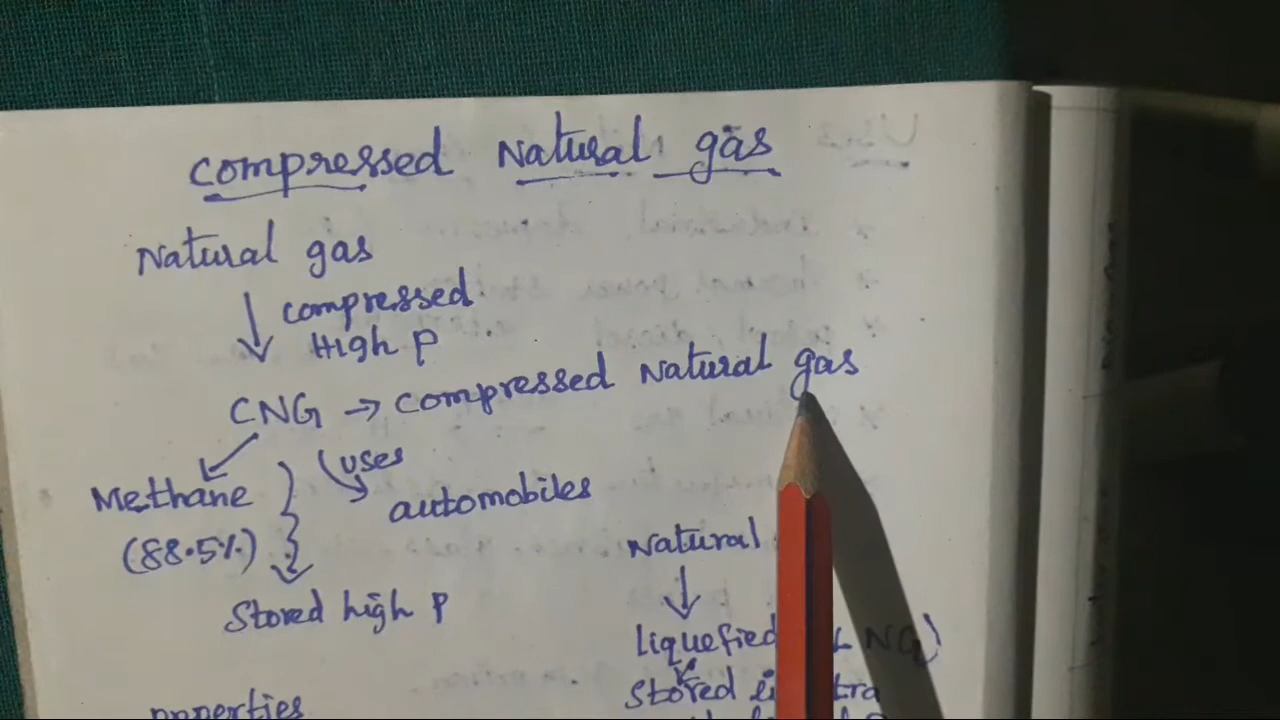 compressed Natural gas
Natural gas
compressed
High P
CNG → compressed Natural gas
uses
Methane
automobiles
(88.5%)
Natural
Stored high P
liquefied NG)
Stored
properties